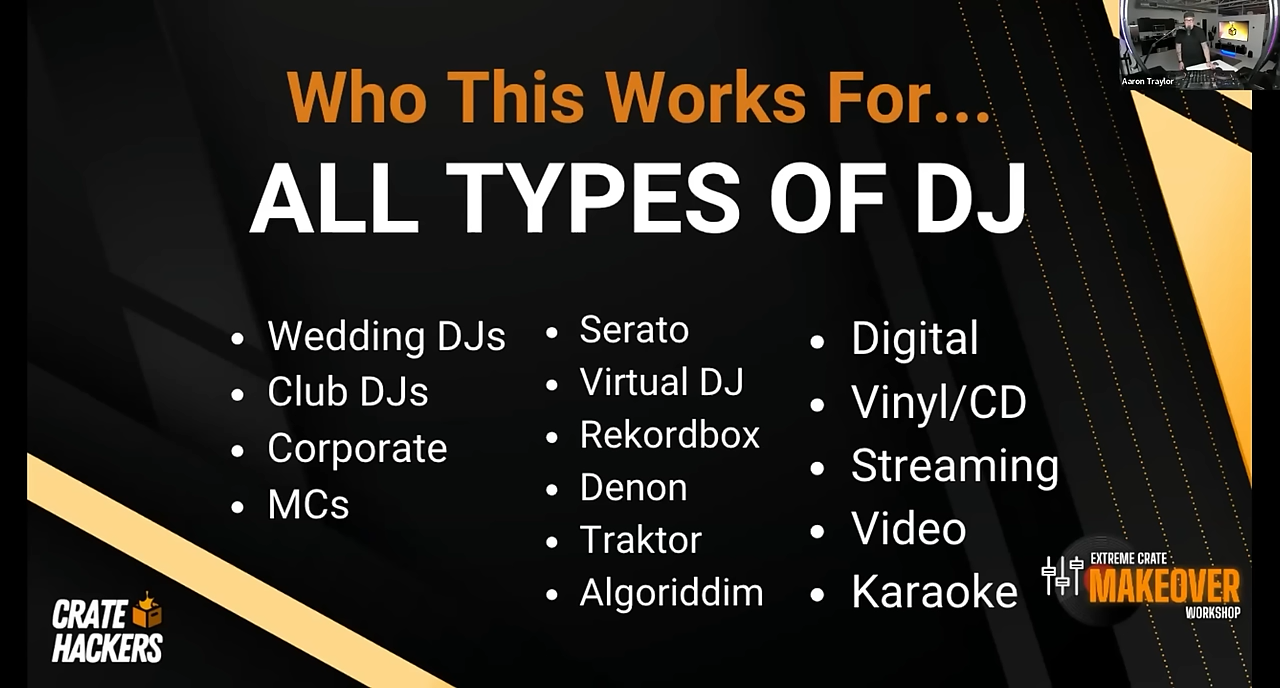 Who This Works For...
ALL TYPES OF DJ
Wedding DJs
Club DJs
Corporate
MCs
Serato
Virtual DJ
Rekordbox
Denon
Traktor
Algoriddim
Digital
Vinyl/CD
Streaming
Video
Karaoke
CRATE
HACKERS
EXTREME CRATE
MAKEOVER
WORKSHOP
Aaron Traylor